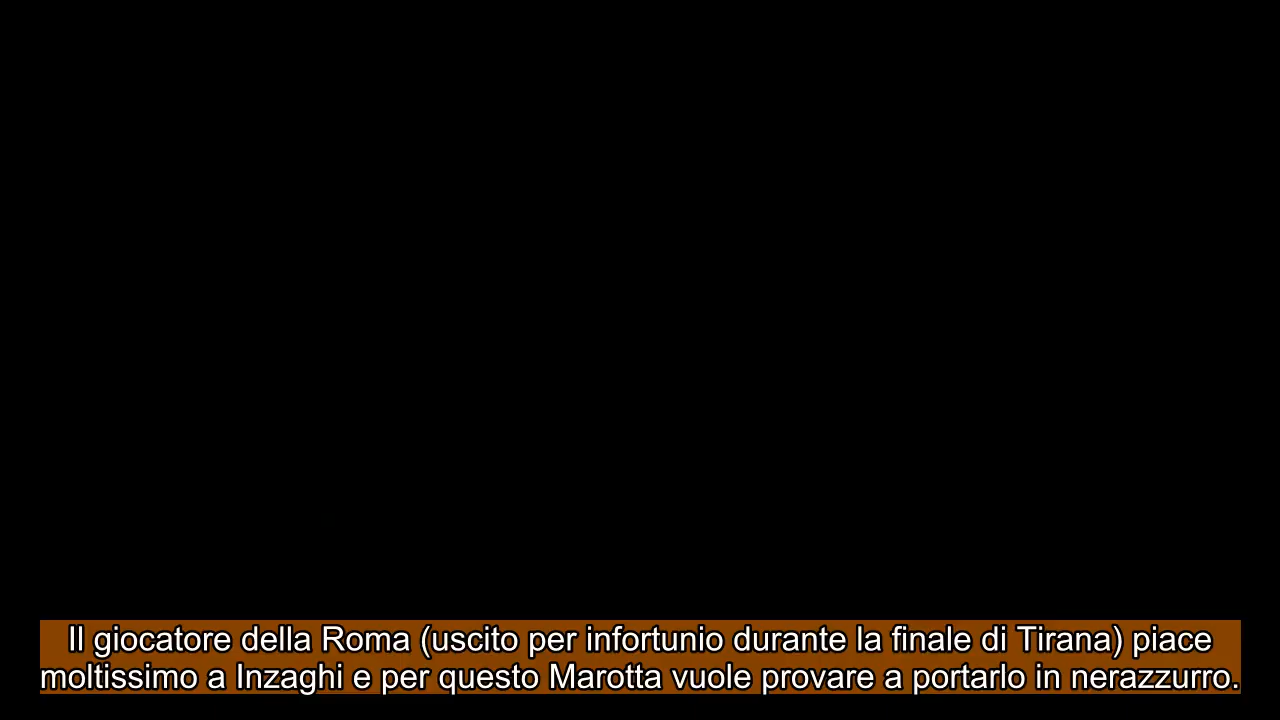 Il giocatore della Roma (uscito per infortunio durante la finale di Tirana) piace
moltissimo a Inzaghi e per questo Marotta vuole provare a portarlo in nerazzurro.